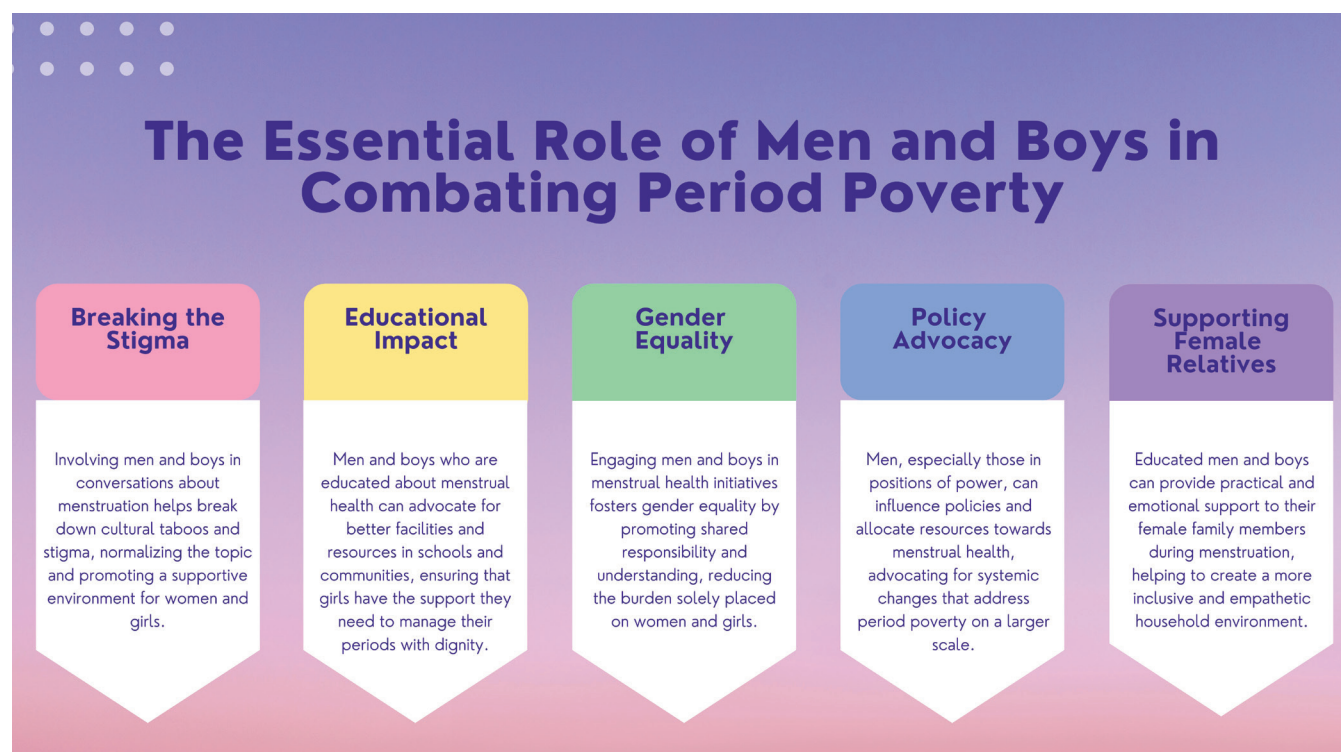 The Essential Role of Men and Boys in
Combating Period Poverty
Breaking the
Stigma
Involving men and boys in
conversations about
menstruation helps break
down cultural taboos and
stigma, normalizing the topic
and promoting a supportive
environment for women and
girls.
Educational
Impact
Men and boys who are
educated about menstrual
health can advocate for
better facilities and
resources in schools and
communities, ensuring that
girls have the support they
need to manage their
periods with dignity.
Gender
Equality
Engaging men and boys in
menstrual health initiatives
fosters gender equality by
promoting shared
responsibility and
understanding, reducing
the burden solely placed
on women and girls.
Policy
Advocacy
Men, especially those in
positions of power, can
influence policies and
allocate resources towards
menstrual health,
advocating for systemic
changes that address
period poverty on a larger
scale.
Supporting
Female
Relatives
Educated men and boys
can provide practical and
emotional support to their
female family members
during menstruation,
helping to create a more
inclusive and empathetic
household environment.